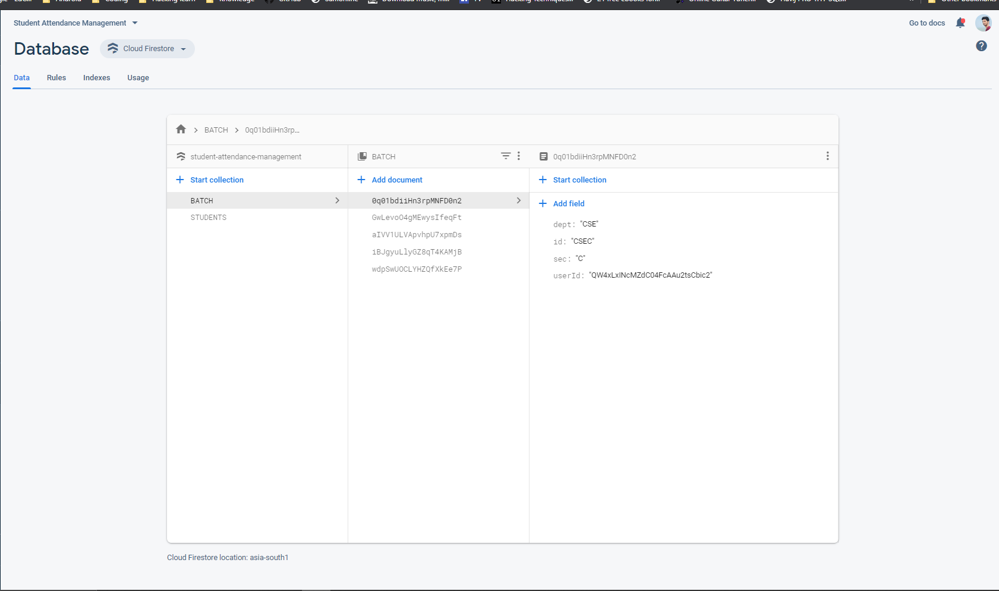 Student Attendance Management
Go to docs
Database
Cloud Firestore
Data
Rules
Indexes
Usage
BATCH
0q01bdiiHn3rp...
student-attendance-management
BATCH
0q01bdiiHn3rpMNFD0n2
Start collection
Add document
Start collection
BATCH
STUDENTS
0q01bdiiHn3rpMNFD0n2
GwLevoO4gMEwysIfeqFt
aIVV1ULVApvhpU7xpmDs
iBJgyuLlyGZ8qT4KAMjB
wdpSwUOCLYHZQfXkEe7P
Add field
dept: "CSE"
id: "CSEC"
sec: "C"
userId: "QW4xLxINcMZdC04FcAAu2tsCbic2"
Cloud Firestore location: asia-south1